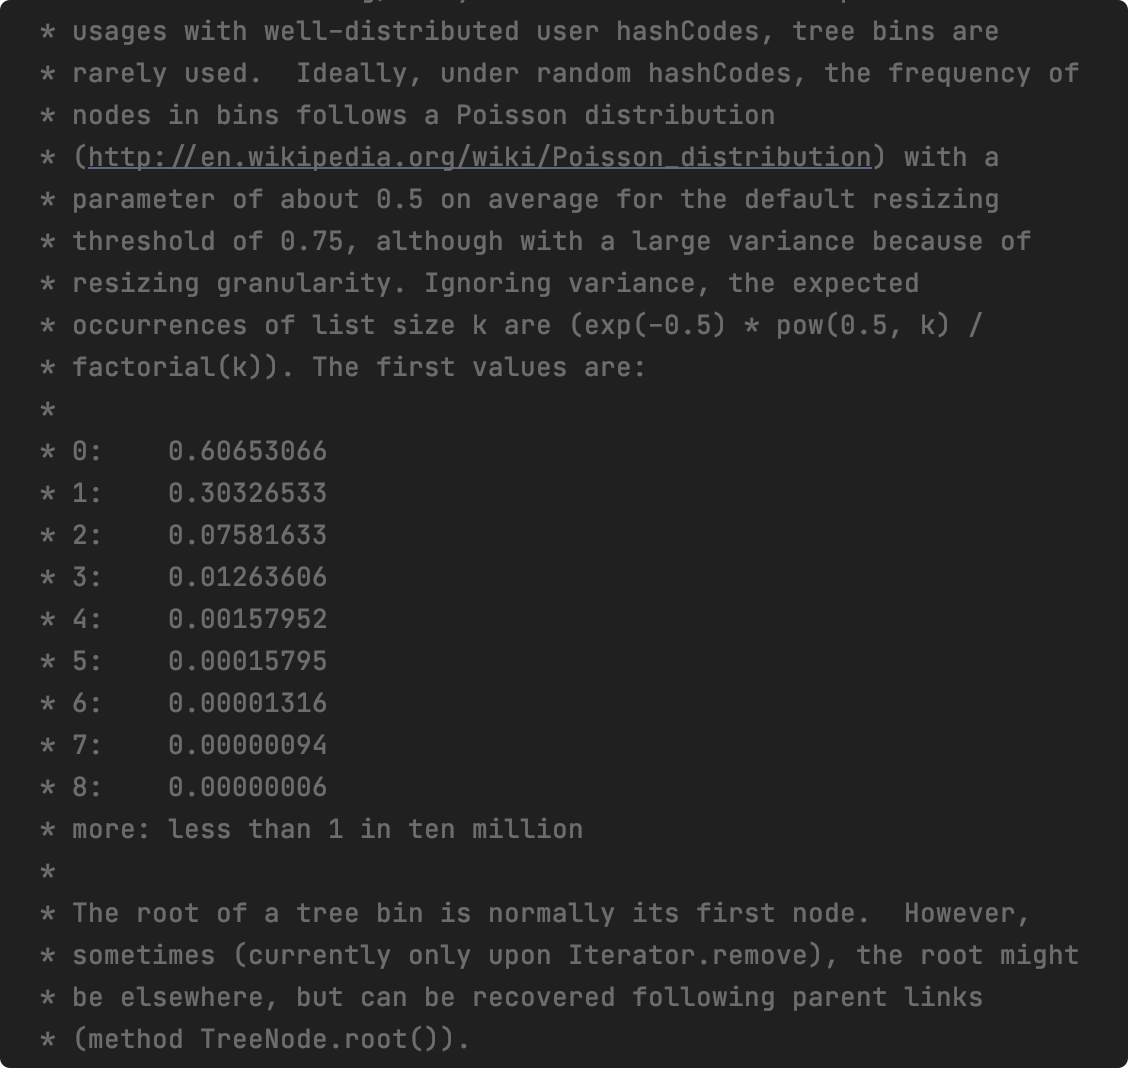 * usages with well-distributed user hashCodes, tree bins are
* rarely used.  Ideally, under random hashCodes, the frequency of
* nodes in bins follows a Poisson distribution
* (http://en.wikipedia.org/wiki/Poisson_distribution) with a
* parameter of about 0.5 on average for the default resizing
* threshold of 0.75, although with a large variance because of
* resizing granularity. Ignoring variance, the expected
* occurrences of list size k are (exp(-0.5) * pow(0.5, k) /
* factorial(k)). The first values are:
*
* 0:    0.60653066
* 1:    0.30326533
* 2:    0.07581633
* 3:    0.01263606
* 4:    0.00157952
* 5:    0.00015795
* 6:    0.00001316
* 7:    0.00000094
* 8:    0.00000006
* more: less than 1 in ten million
*
* The root of a tree bin is normally its first node.  However,
* sometimes (currently only upon Iterator.remove), the root might
* be elsewhere, but can be recovered following parent links
* (method TreeNode.root()).